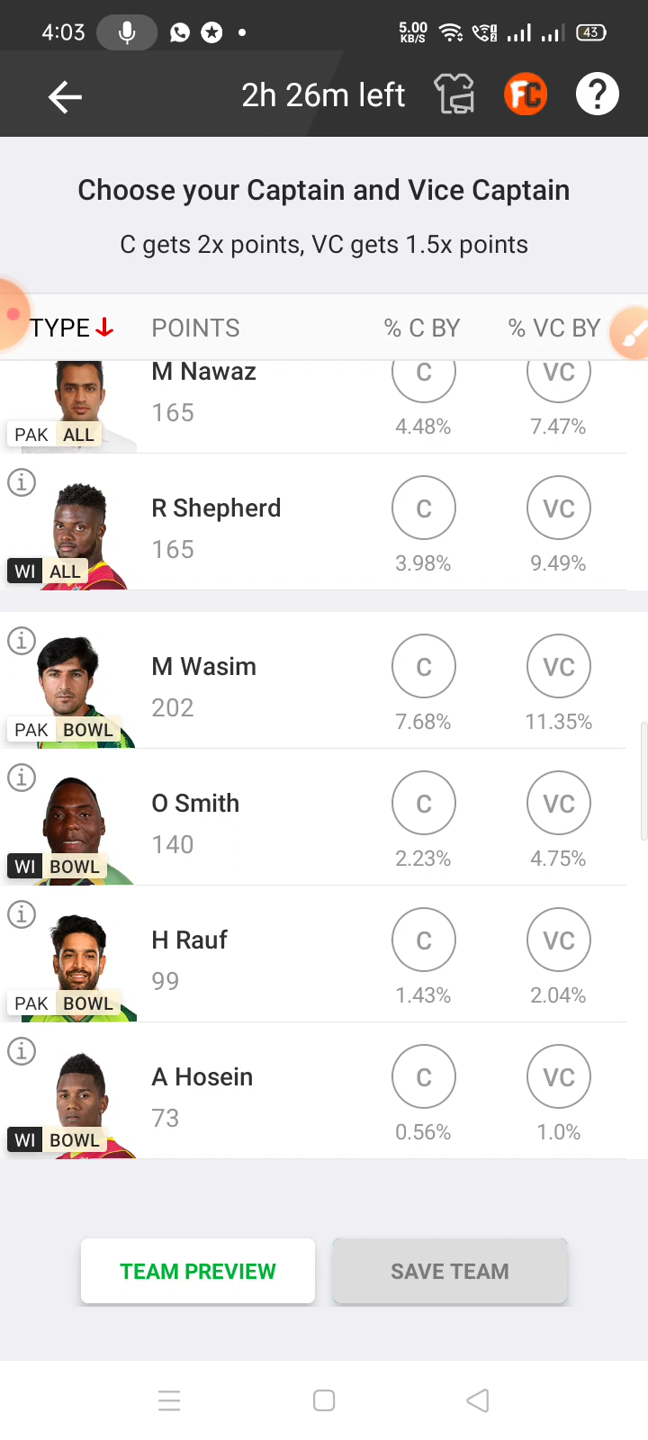 4:03
5.00
KB/S
43
2h 26m left
FC
?
Choose your Captain and Vice Captain
C gets 2x points, VC gets 1.5x points
TYPE POINTS % C BY % VC BY
M Nawaz C VC
165
PAK ALL 4.48% 7.47%
R Shepherd C VC
165
WI ALL 3.98% 9.49%
M Wasim C VC
202
PAK BOWL 7.68% 11.35%
O Smith C VC
140
WI BOWL 2.23% 4.75%
H Rauf C VC
99
PAK BOWL 1.43% 2.04%
A Hosein C VC
73
WI BOWL 0.56% 1.0%
TEAM PREVIEW SAVE TEAM